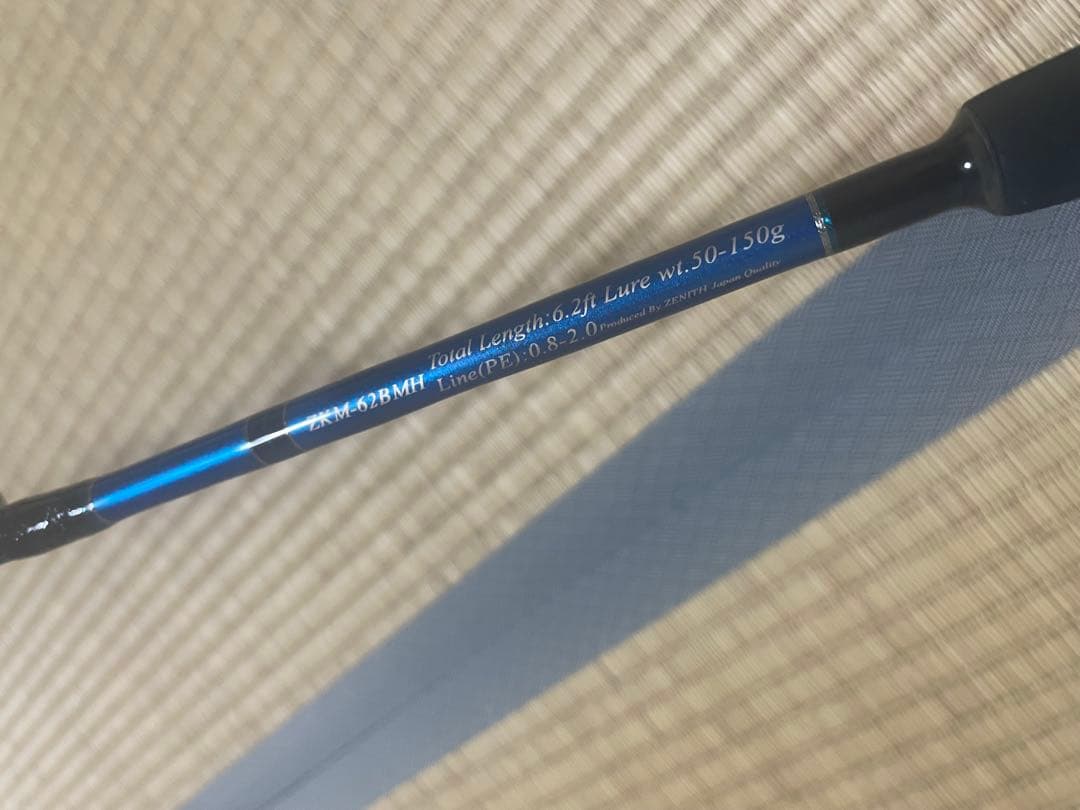 ZKM-62BMH
Total Length:6.2ft Lure wt.50-150g
Line(PE):0.8-2.0 Produced By ZENITH Japan Quality